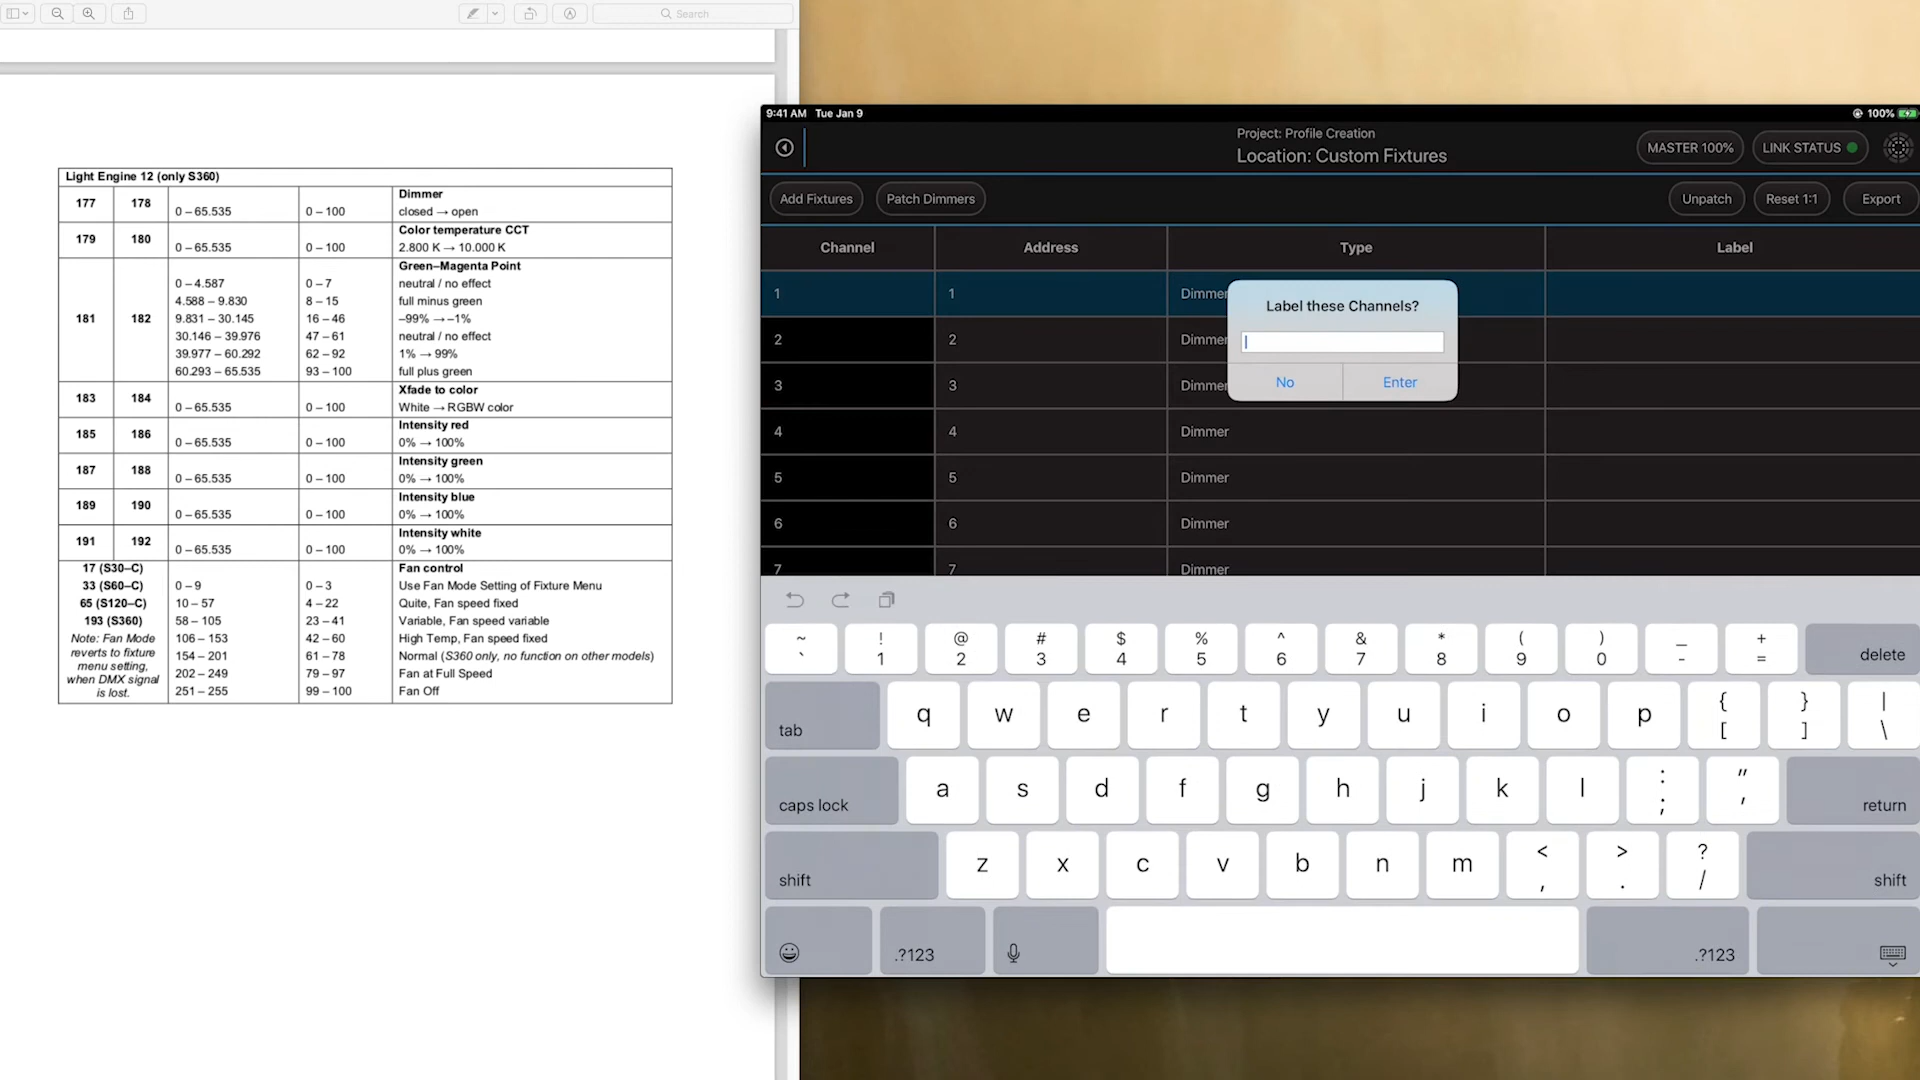 Search
Light Engine 12 (only S360)
177 178 0 – 65.535 0 – 100 Dimmer
closed → open
179 180 0 – 65.535 0 – 100 Color temperature CCT
2.800 K → 10.000 K
181 182 Green–Magenta Point
0 – 4.587 0 – 7 neutral / no effect
4.588 – 9.830 8 – 15 full minus green
9.831 – 30.145 16 – 46 –99% → –1%
30.146 – 39.976 47 – 61 neutral / no effect
39.977 – 60.292 62 – 92 1% → 99%
60.293 – 65.535 93 – 100 full plus green
183 184 0 – 65.535 0 – 100 Xfade to color
White → RGBW color
185 186 0 – 65.535 0 – 100 Intensity red
0% → 100%
187 188 0 – 65.535 0 – 100 Intensity green
0% → 100%
189 190 0 – 65.535 0 – 100 Intensity blue
0% → 100%
191 192 0 – 65.535 0 – 100 Intensity white
0% → 100%
17 (S30–C) Fan control
33 (S60–C) 0 – 9 0 – 3 Use Fan Mode Setting of Fixture Menu
65 (S120–C) 10 – 57 4 – 22 Quite, Fan speed fixed
193 (S360) 58 – 105 23 – 41 Variable, Fan speed variable
Note: Fan Mode 106 – 153 42 – 60 High Temp, Fan speed fixed
reverts to fixture 154 – 201 61 – 78 Normal (S360 only, no function on other models)
menu setting, 202 – 249 79 – 97 Fan at Full Speed
when DMX signal 251 – 255 99 – 100 Fan Off
is lost.
9:41 AM Tue Jan 9 100%
Project: Profile Creation
Location: Custom Fixtures
MASTER 100% LINK STATUS
Add Fixtures Patch Dimmers Unpatch Reset 1:1 Export
Channel Address Type Label
1 1 Dimmer
2 2 Dimmer
3 3 Dimmer
4 4 Dimmer
5 5 Dimmer
6 6 Dimmer
7 7 Dimmer
Label these Channels?
No Enter
~ ! @ # $ % ^ & * ( ) _ +
` 1 2 3 4 5 6 7 8 9 0 - = delete
tab q w e r t y u i o p { [ } ] | \
caps lock a s d f g h j k l : ; " ' return
shift z x c v b n m < , > . ? / shift
.?123 .?123